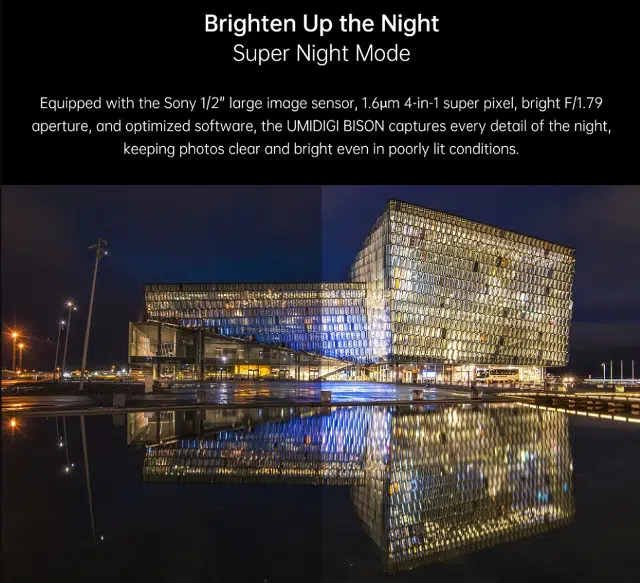 Brighten Up the Night
Super Night Mode
Equipped with the Sony 1/2" large image sensor, 1.6μm 4-in-1 super pixel, bright F/1.79
aperture, and optimized software, the UMIDIGI BISON captures every detail of the night,
keeping photos clear and bright even in poorly lit conditions.